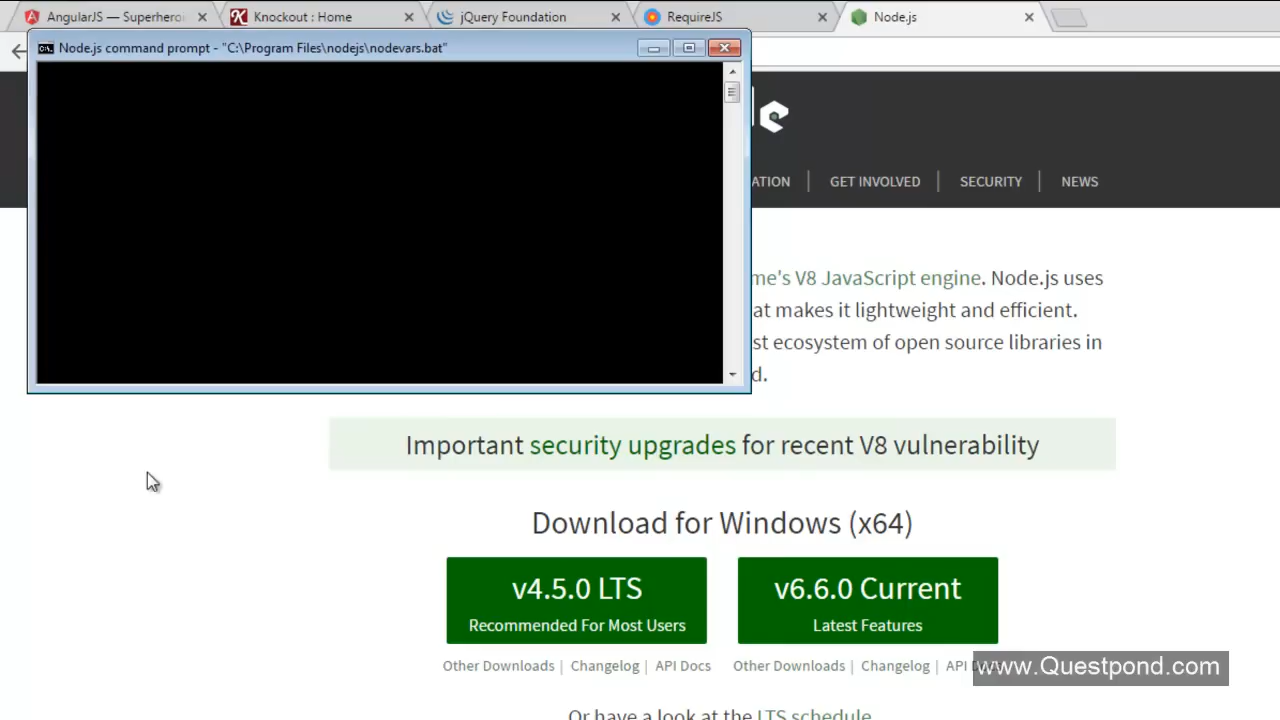 AngularJS — Superhero
Knockout : Home
jQuery Foundation
RequireJS
Node.js
Node.js command prompt - "C:\Program Files\nodejs\nodevars.bat"
ATION | GET INVOLVED | SECURITY | NEWS
me's V8 JavaScript engine. Node.js uses
at makes it lightweight and efficient.
st ecosystem of open source libraries in
d.
Important security upgrades for recent V8 vulnerability
Download for Windows (x64)
v4.5.0 LTS
Recommended For Most Users
v6.6.0 Current
Latest Features
Other Downloads | Changelog | API Docs
Other Downloads | Changelog | API
www.Questpond.com
Or have a look at the LTS schedule